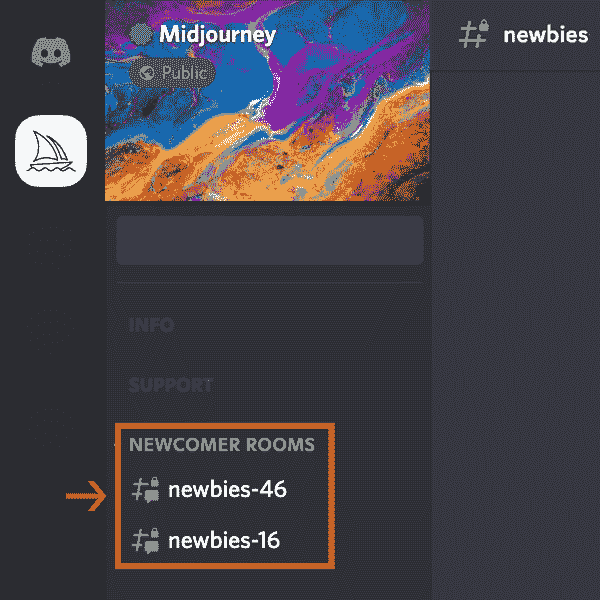 Midjourney
Public
newbies
INFO
SUPPORT
NEWCOMER ROOMS
newbies-46
newbies-16